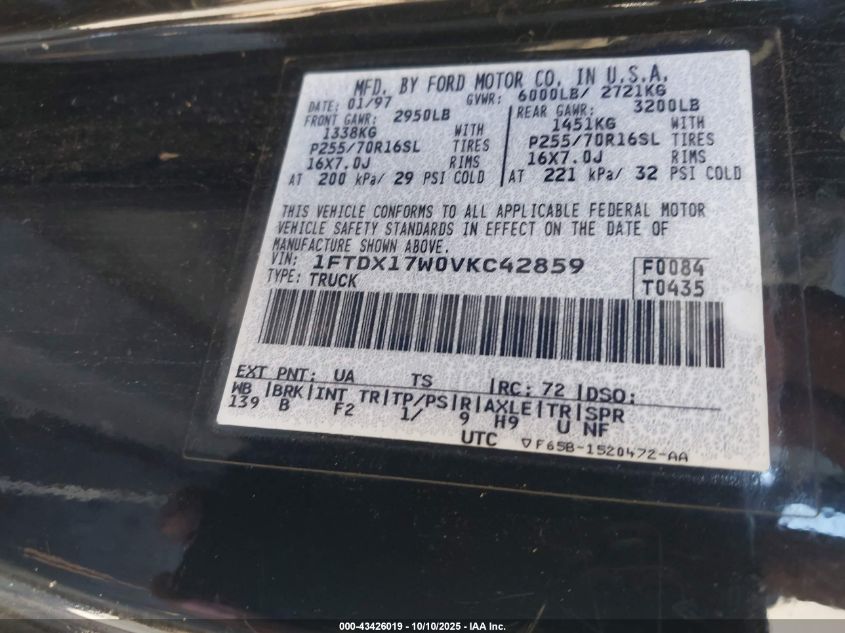 MFD. BY FORD MOTOR CO. IN U.S.A.
DATE: 01/97 GVWR: 6000LB/ 2721KG
FRONT GAWR: 2950LB REAR GAWR: 3200LB
1338KG WITH 1451KG WITH
P255/70R16SL TIRES P255/70R16SL TIRES
16X7.0J RIMS 16X7.0J RIMS
AT 200 kPa/ 29 PSI COLD AT 221 kPa/ 32 PSI COLD
THIS VEHICLE CONFORMS TO ALL APPLICABLE FEDERAL MOTOR
VEHICLE SAFETY STANDARDS IN EFFECT ON THE DATE OF
MANUFACTURE SHOWN ABOVE.
VIN: 1FTDX17W0VKC42859 F0084
TYPE: TRUCK T0435
EXT PNT: UA TS RC: 72 DSO:
WB BRK INT TR TP/PS R AXLE TR SPR
139 B F2 1/ 9 H9 U NF
UTC ▽F65B-1520472-AA
000-43426019 - 10/10/2025 - IAA Inc.